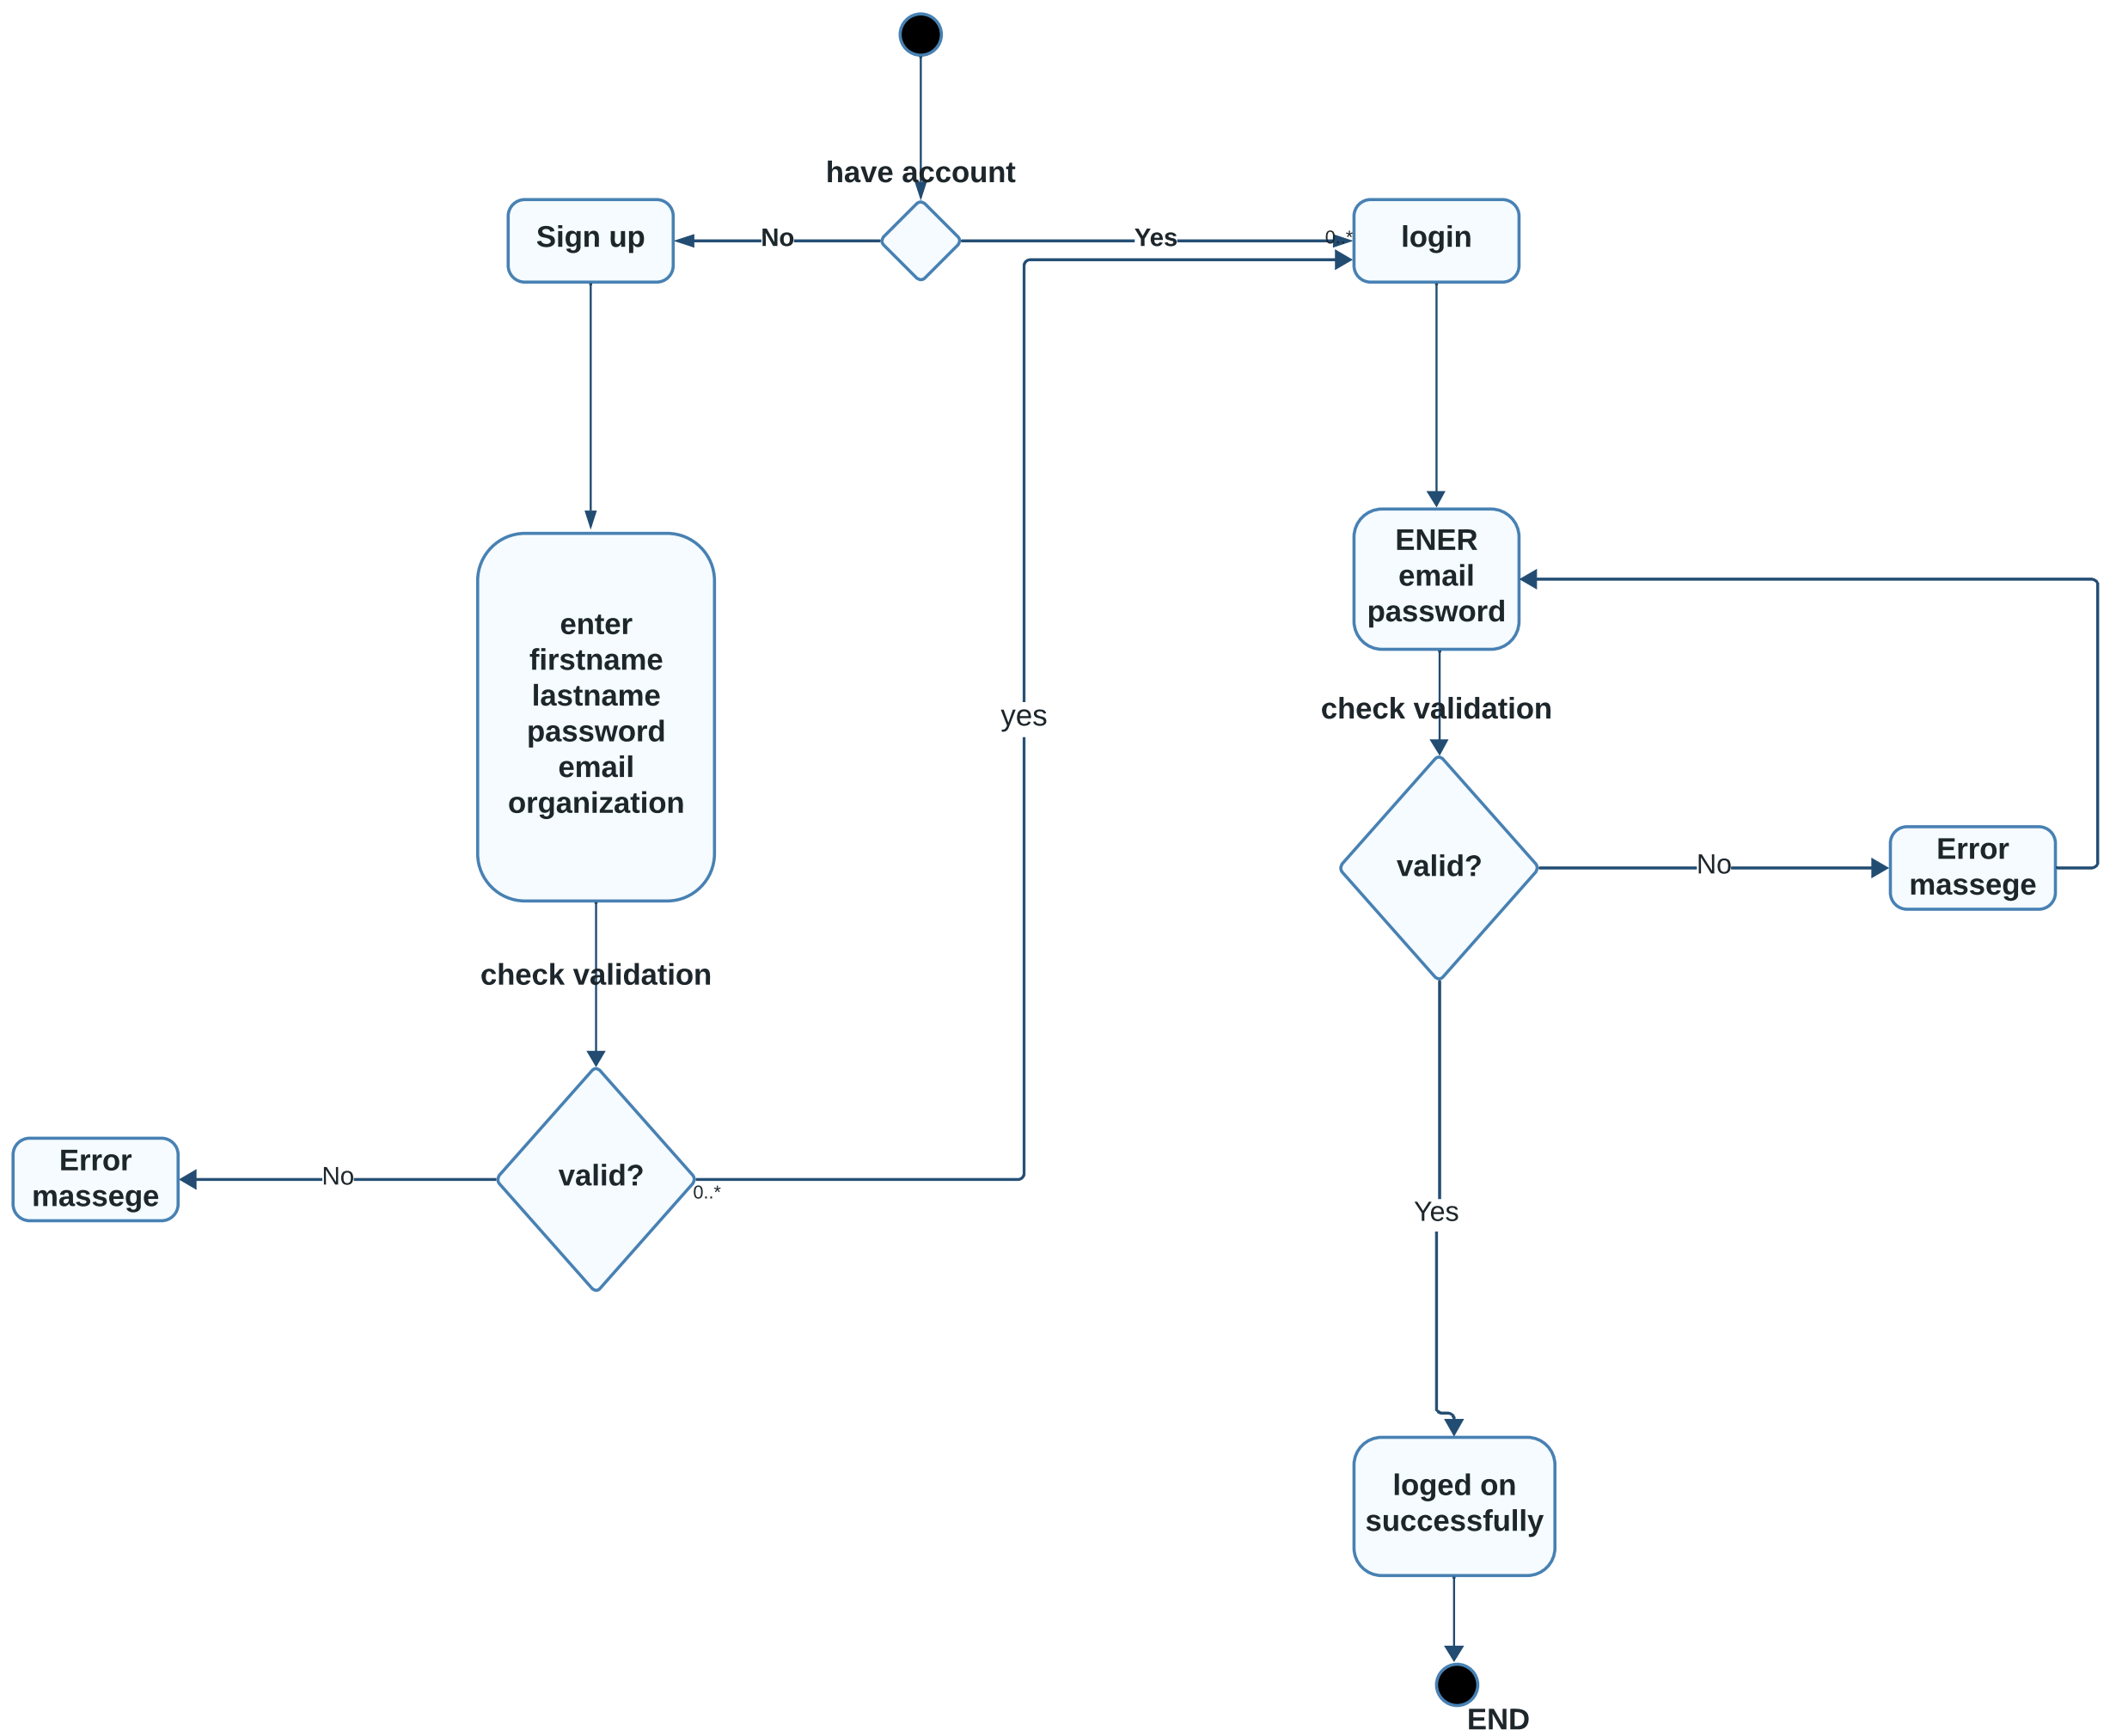 have account
Sign up
No
Yes
0..*
login
ENER
email
password
enter
firstname
lastname
password
email
organization
yes
check validation
valid?
No
Error
massege
check validation
valid?
No
Error
massege
0..*
Yes
loged on
successfully
END